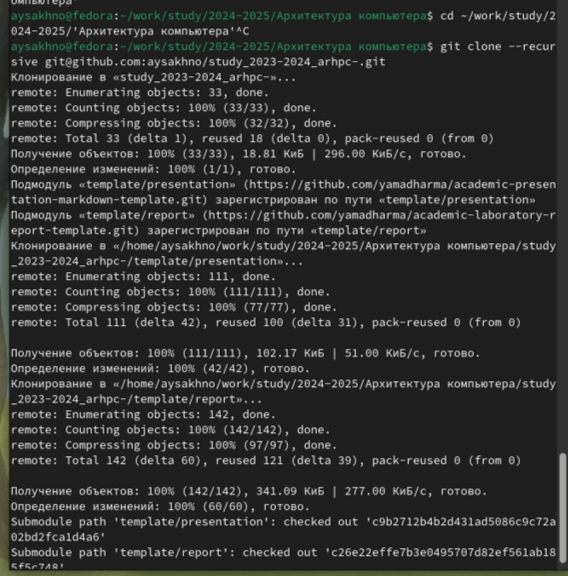 омпьютера
aysakhno@fedora:~/work/study/2024-2025/Архитектура компьютера$ cd ~/work/study/2
024-2025/'Архитектура компьютера'^C
aysakhno@fedora:~/work/study/2024-2025/Архитектура компьютера$ git clone --recur
sive git@github.com:aysakhno/study_2023-2024_arhpc-.git
Клонирование в «study_2023-2024_arhpc-»...
remote: Enumerating objects: 33, done.
remote: Counting objects: 100% (33/33), done.
remote: Compressing objects: 100% (32/32), done.
remote: Total 33 (delta 1), reused 18 (delta 0), pack-reused 0 (from 0)
Получение объектов: 100% (33/33), 18.81 КиБ | 296.00 КиБ/с, готово.
Определение изменений: 100% (1/1), готово.
Подмодуль «template/presentation» (https://github.com/yamadharma/academic-presen
tation-markdown-template.git) зарегистрирован по пути «template/presentation»
Подмодуль «template/report» (https://github.com/yamadharma/academic-laboratory-r
eport-template.git) зарегистрирован по пути «template/report»
Клонирование в «/home/aysakhno/work/study/2024-2025/Архитектура компьютера/study
_2023-2024_arhpc-/template/presentation»...
remote: Enumerating objects: 111, done.
remote: Counting objects: 100% (111/111), done.
remote: Compressing objects: 100% (77/77), done.
remote: Total 111 (delta 42), reused 100 (delta 31), pack-reused 0 (from 0)
Получение объектов: 100% (111/111), 102.17 КиБ | 51.00 КиБ/с, готово.
Определение изменений: 100% (42/42), готово.
Клонирование в «/home/aysakhno/work/study/2024-2025/Архитектура компьютера/study
_2023-2024_arhpc-/template/report»...
remote: Enumerating objects: 142, done.
remote: Counting objects: 100% (142/142), done.
remote: Compressing objects: 100% (97/97), done.
remote: Total 142 (delta 60), reused 121 (delta 39), pack-reused 0 (from 0)
Получение объектов: 100% (142/142), 341.09 КиБ | 277.00 КиБ/с, готово.
Определение изменений: 100% (60/60), готово.
Submodule path 'template/presentation': checked out 'c9b2712b4b2d431ad5086c9c72a
02bd2fca1d4a6'
Submodule path 'template/report': checked out 'c26e22effe7b3e0495707d82ef561ab18
5f5c748'